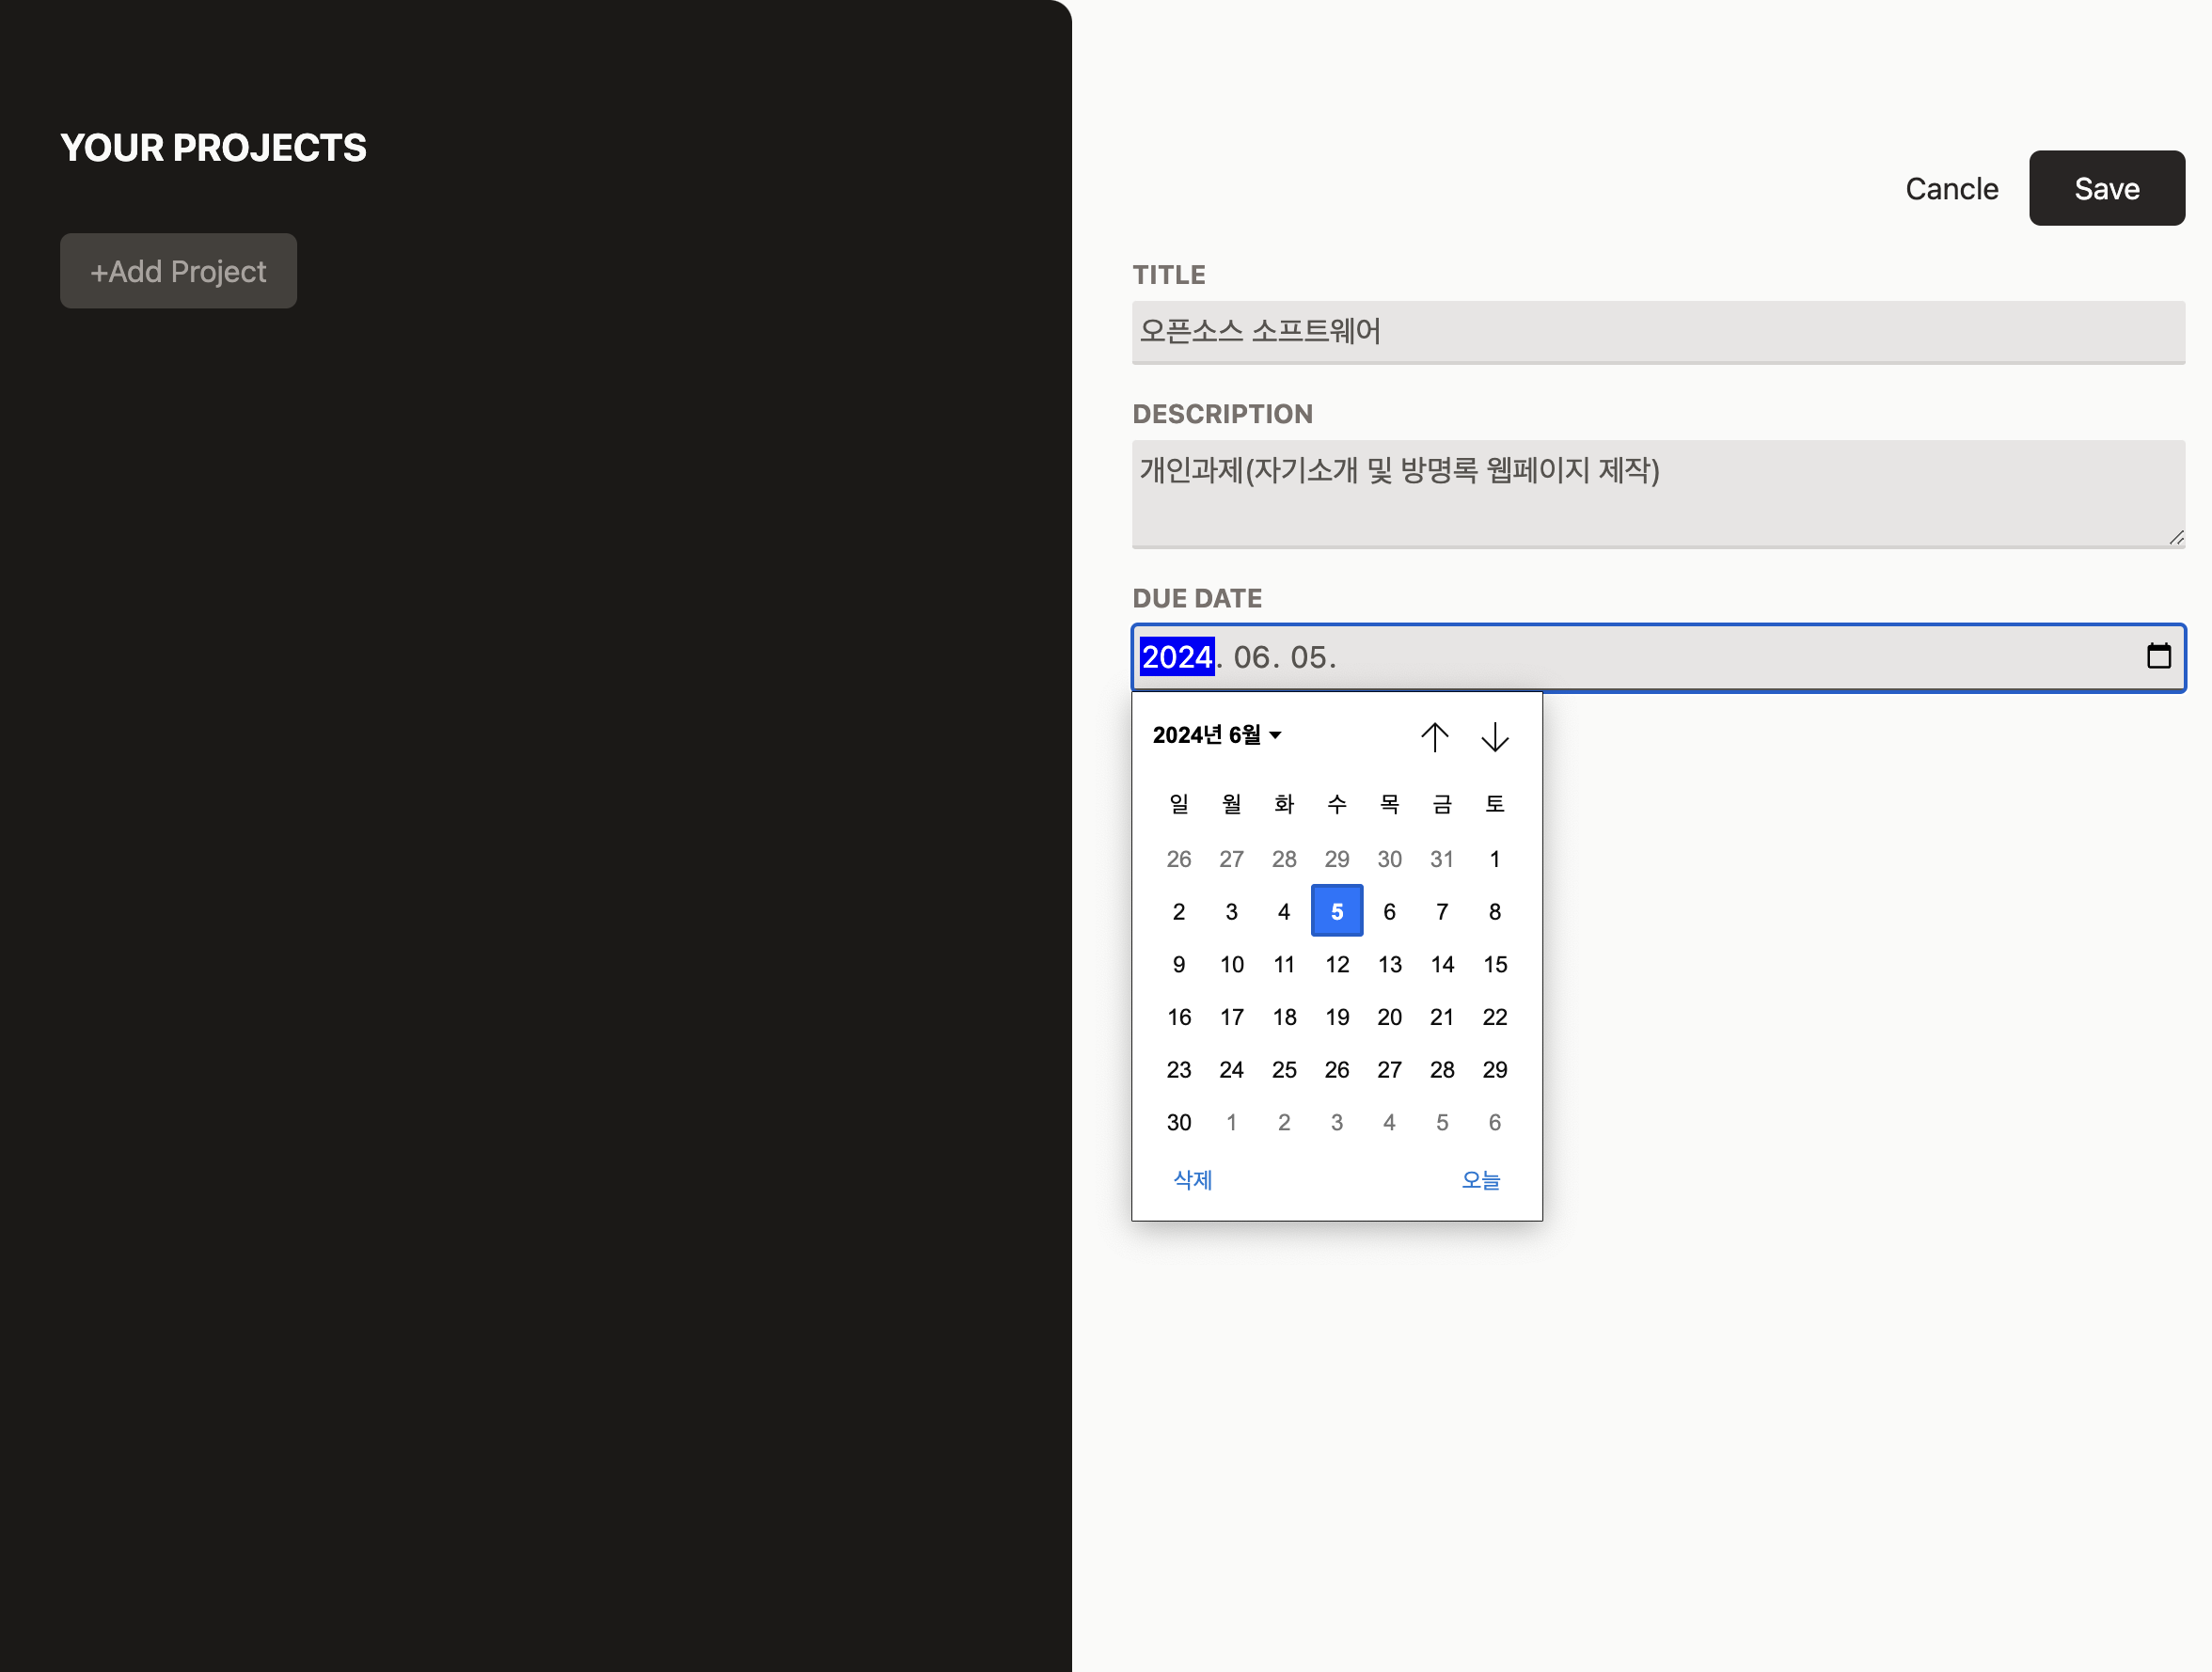 YOUR PROJECTS
+Add Project
Cancle
Save
TITLE
오픈소스 소프트웨어
DESCRIPTION
개인과제(자기소개 및 방명록 웹페이지 제작)
DUE DATE
2024. 06. 05.
2024년 6월
일 월 화 수 목 금 토
26 27 28 29 30 31 1
2 3 4 5 6 7 8
9 10 11 12 13 14 15
16 17 18 19 20 21 22
23 24 25 26 27 28 29
30 1 2 3 4 5 6
삭제
오늘